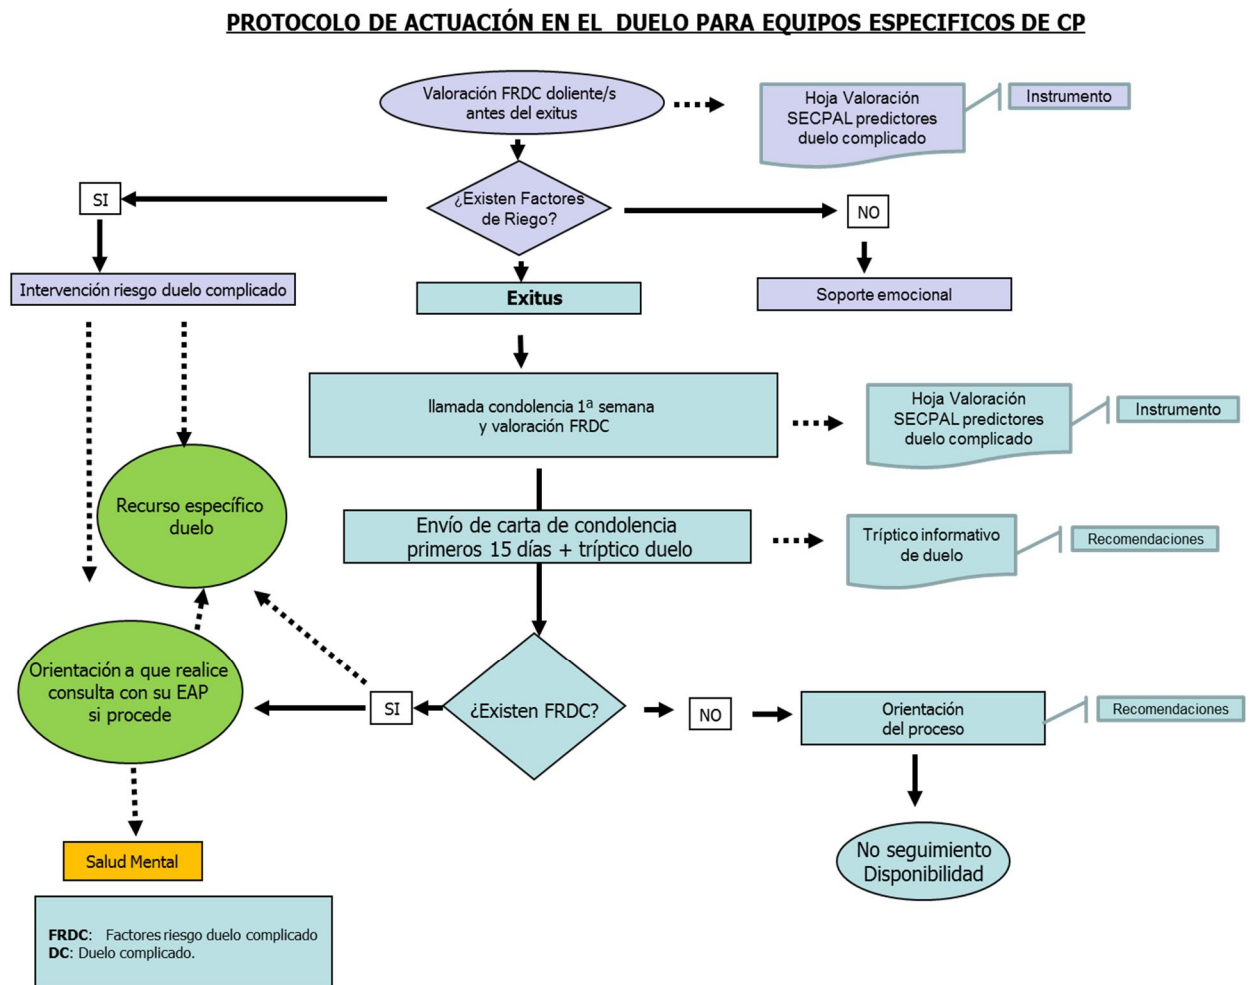 PROTOCOLO DE ACTUACIÓN EN EL DUELO PARA EQUIPOS ESPECIFICOS DE CP
Valoración FRDC doliente/s
antes del exitus
Hoja Valoración
SECPAL predictores
duelo complicado
Instrumento
¿Existen Factores
de Riego?
SI
NO
Intervención riesgo duelo complicado
Exitus
Soporte emocional
llamada condolencia 1ª semana
y valoración FRDC
Hoja Valoración
SECPAL predictores
duelo complicado
Instrumento
Recurso específico
duelo
Envío de carta de condolencia
primeros 15 días + tríptico duelo
Tríptico informativo
de duelo
Recomendaciones
Orientación a que realice
consulta con su EAP
si procede
SI
¿Existen FRDC?
NO
Orientación
del proceso
Recomendaciones
Salud Mental
No seguimiento
Disponibilidad
FRDC: Factores riesgo duelo complicado
DC: Duelo complicado.